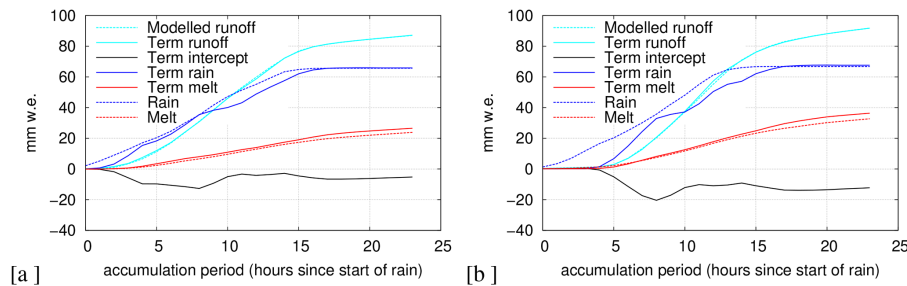 100
80
60
40
20
0
−20
−40
mm w.e.
Modelled runoff
Term runoff
Term intercept
Term rain
Term melt
Rain
Melt
0 5 10 15 20 25
accumulation period (hours since start of rain)
[a ]
100
80
60
40
20
0
−20
−40
mm w.e.
Modelled runoff
Term runoff
Term intercept
Term rain
Term melt
Rain
Melt
0 5 10 15 20 25
accumulation period (hours since start of rain)
[b ]